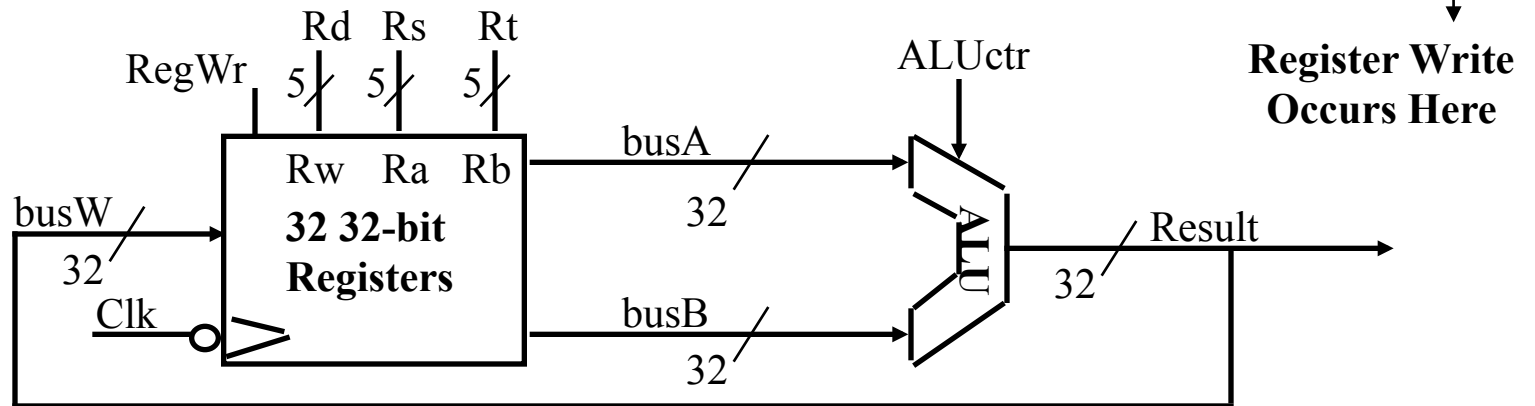 Rd Rs Rt
RegWr
5 5 5
ALUctr
Register Write
Occurs Here
Rw Ra Rb
busA
32
busW
32
32 32-bit
Registers
ALU
Result
32
Clk
busB
32